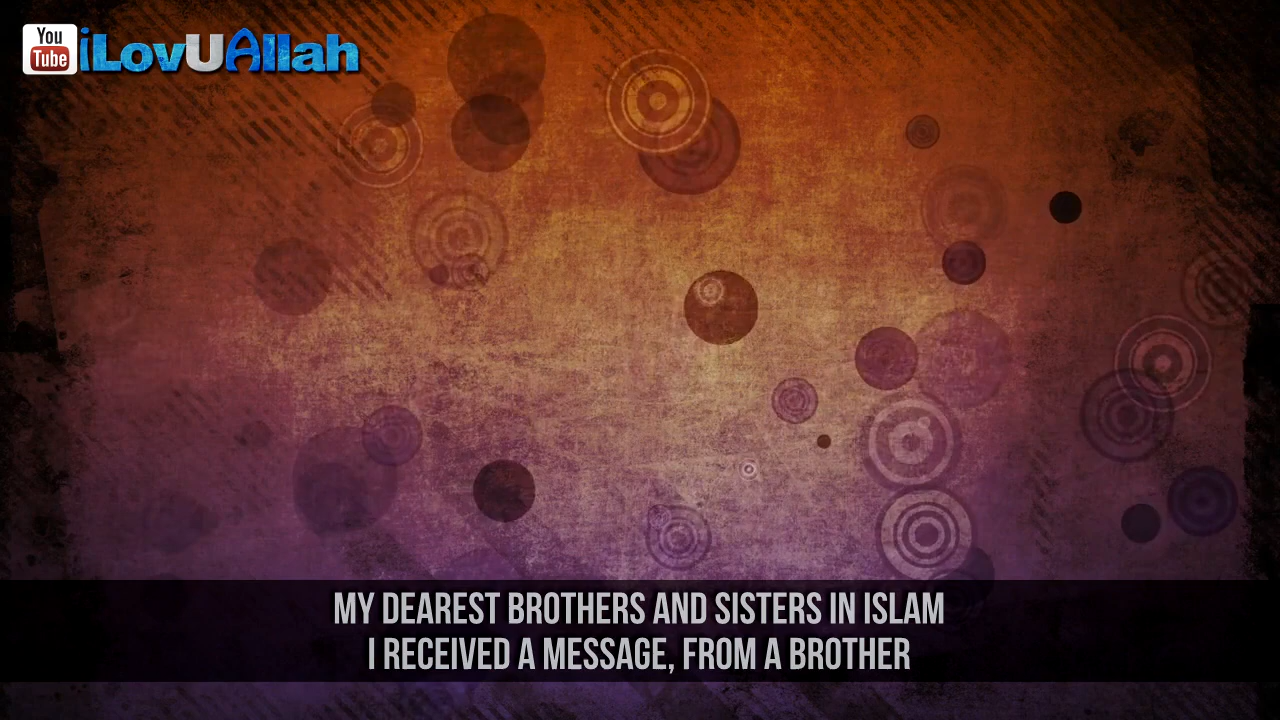 You
Tube
iLovUAllah
MY DEAREST BROTHERS AND SISTERS IN ISLAM
I RECEIVED A MESSAGE, FROM A BROTHER